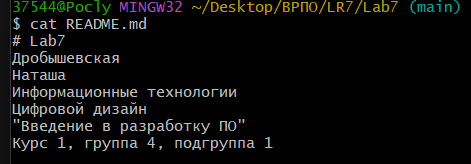 37544@Pocly MINGW32 ~/Desktop/ВРПО/LR7/Lab7 (main)
$ cat README.md
# Lab7
Дробышевская
Наташа
Информационные технологии
Цифровой дизайн
"Введение в разработку ПО"
Курс 1, группа 4, подгруппа 1